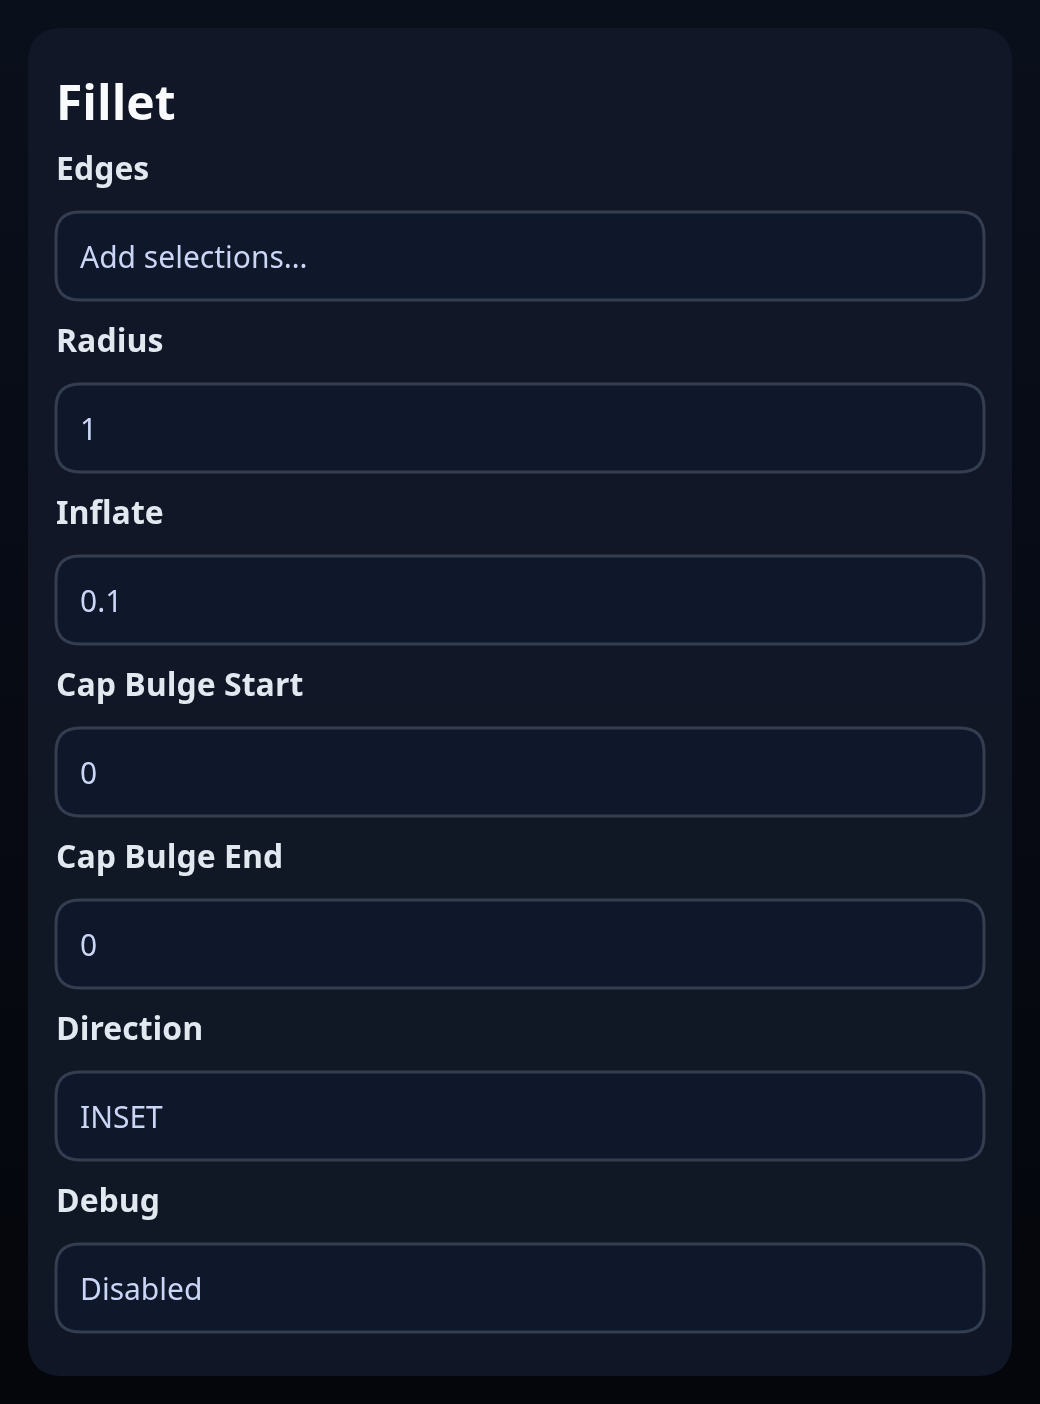 Fillet
Edges
Add selections…
Radius
1
Inflate
0.1
Cap Bulge Start
0
Cap Bulge End
0
Direction
INSET
Debug
Disabled